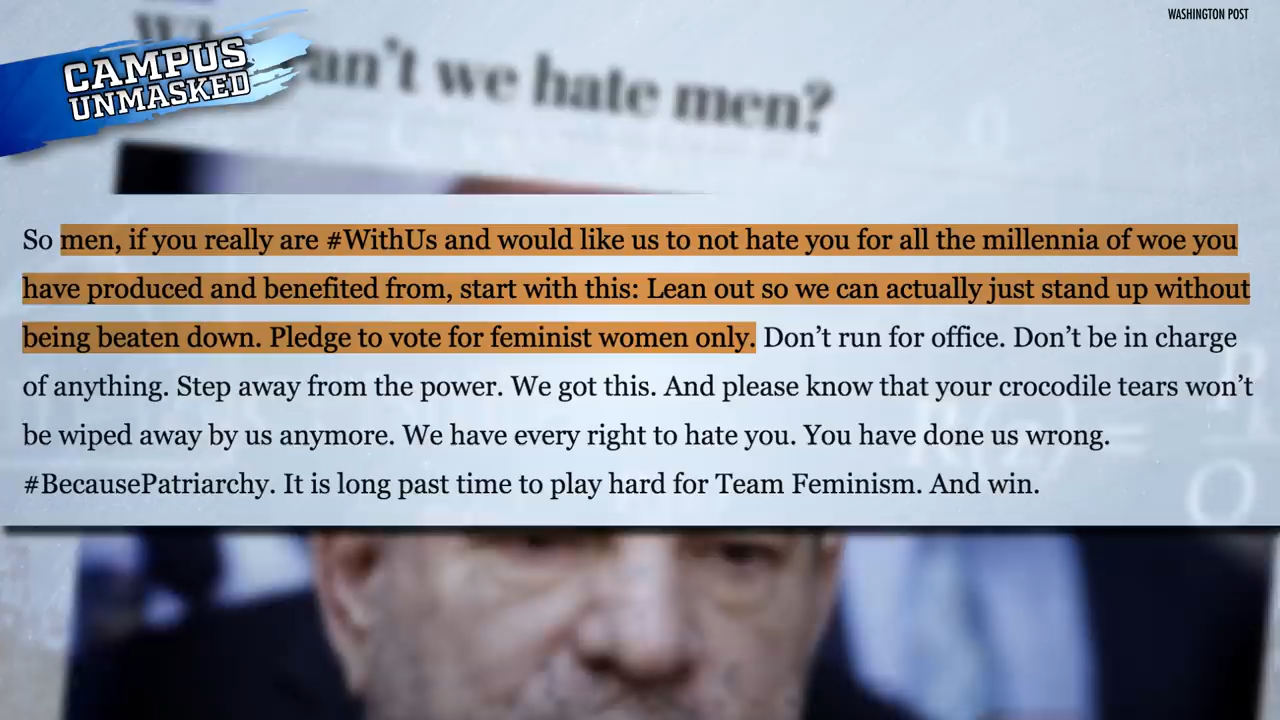 WASHINGTON POST
CAMPUS
UNMASKED
can't we hate men?
So men, if you really are #WithUs and would like us to not hate you for all the millennia of woe you
have produced and benefited from, start with this: Lean out so we can actually just stand up without
being beaten down. Pledge to vote for feminist women only. Don’t run for office. Don’t be in charge
of anything. Step away from the power. We got this. And please know that your crocodile tears won’t
be wiped away by us anymore. We have every right to hate you. You have done us wrong.
#BecausePatriarchy. It is long past time to play hard for Team Feminism. And win.